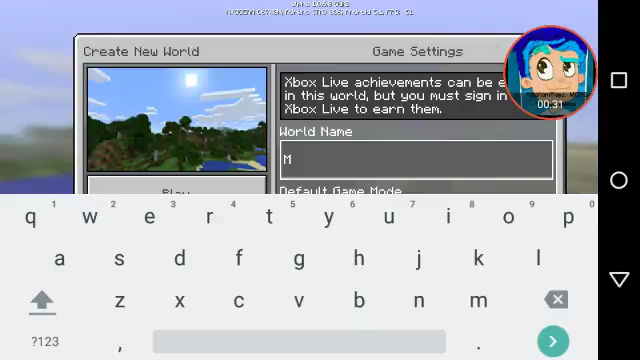 Create New World
Game Settings
Xbox Live achievements can be e
in this world, but you must sign in
Xbox Live to earn them.
00:31
World Name
M
Play
Default Game Mode
q 1 w 2 e 3 r 4 t 5 y 6 u 7 i 8 o 9 p 0
a s d f g h j k l
z x c v b n m
?123 , .